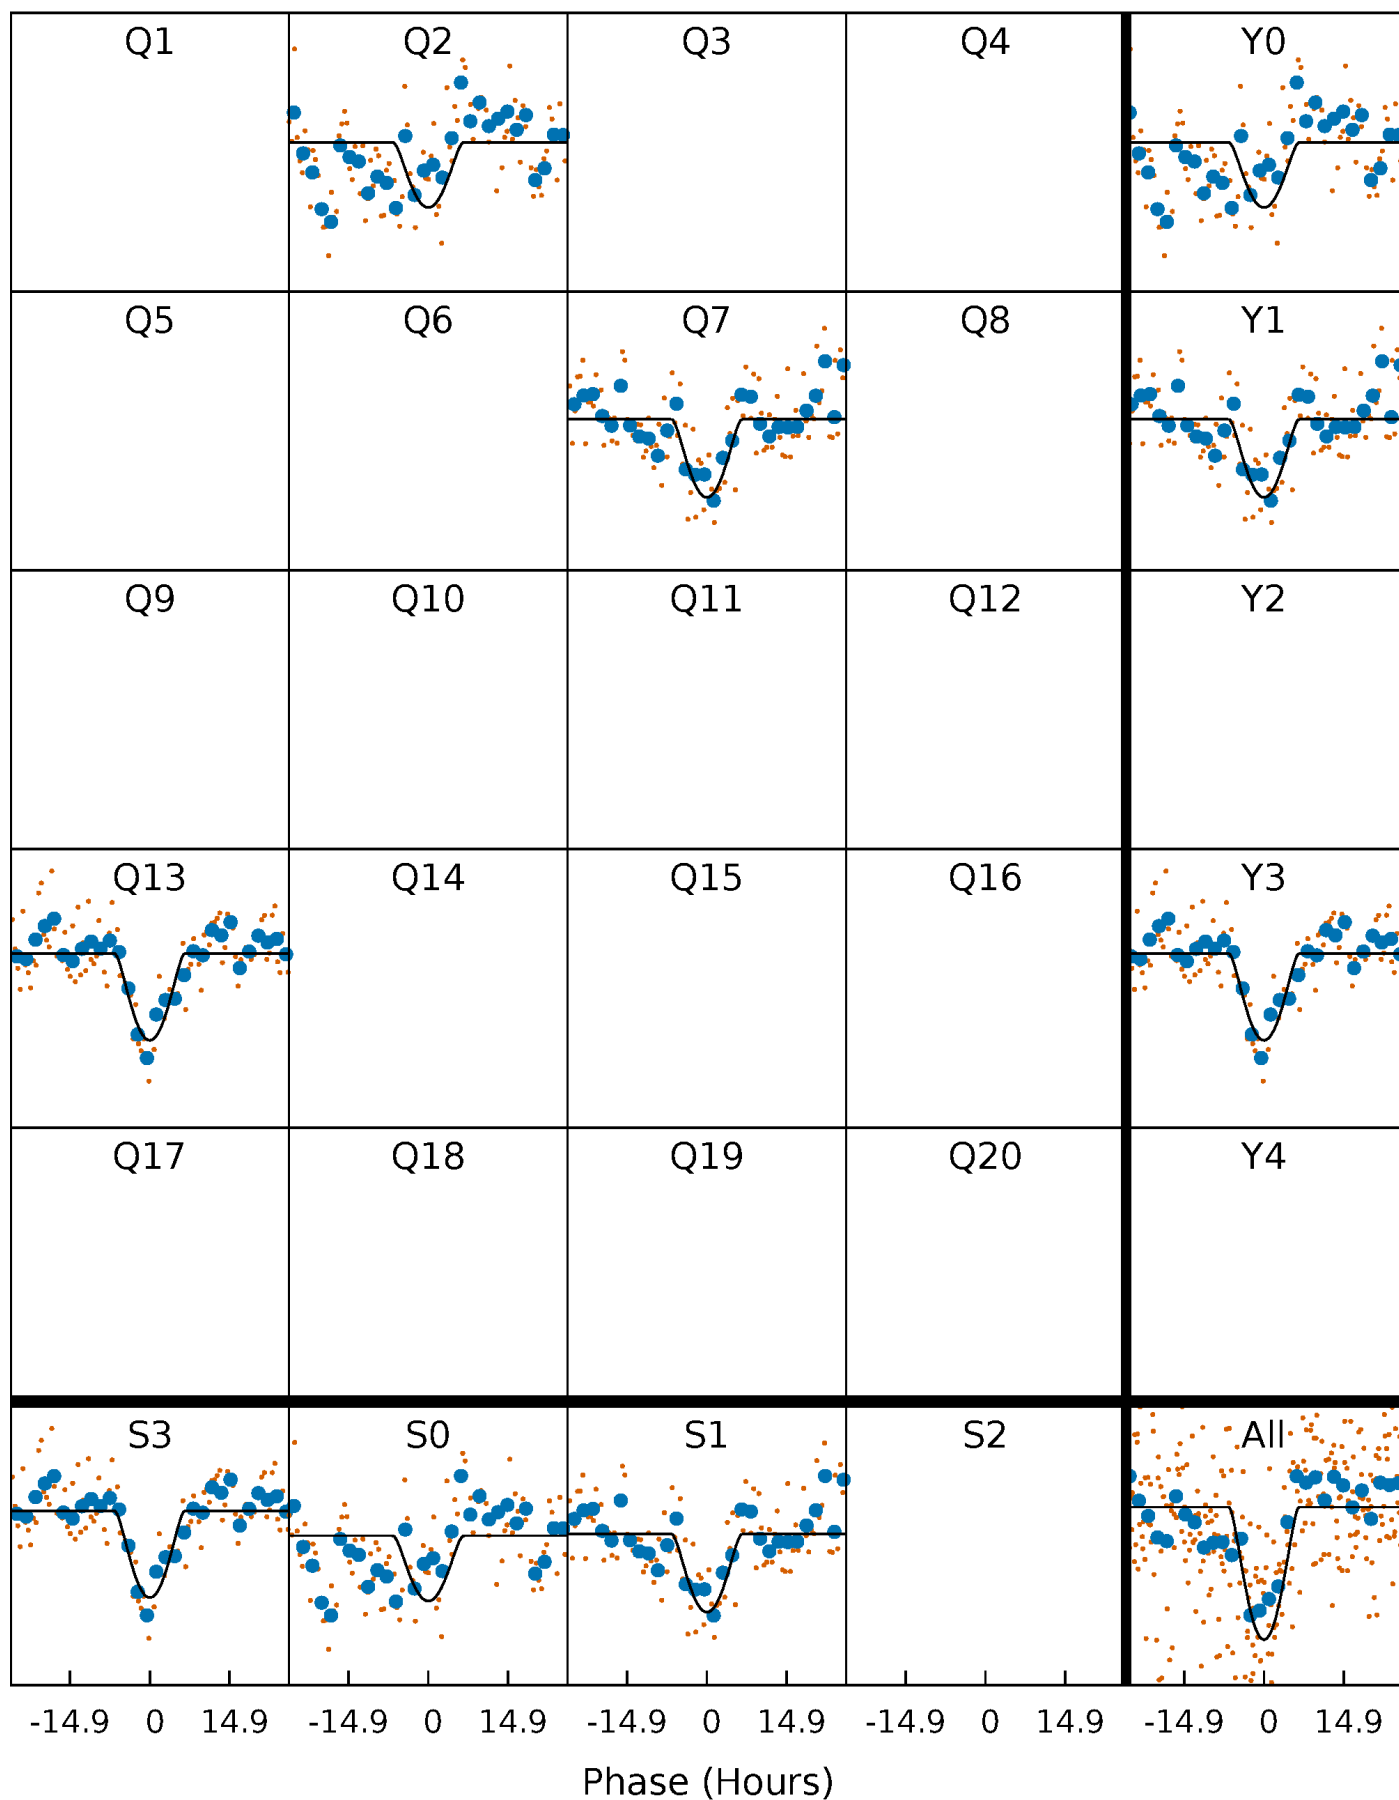 Q1 Q2 Q3 Q4 Y0
Q5 Q6 Q7 Q8 Y1
Q9 Q10 Q11 Q12 Y2
Q13 Q14 Q15 Q16 Y3
Q17 Q18 Q19 Q20 Y4
S3 S0 S1 S2 All
-14.9 0 14.9 -14.9 0 14.9 -14.9 0 14.9 -14.9 0 14.9 -14.9 0 14.9
Phase (Hours)